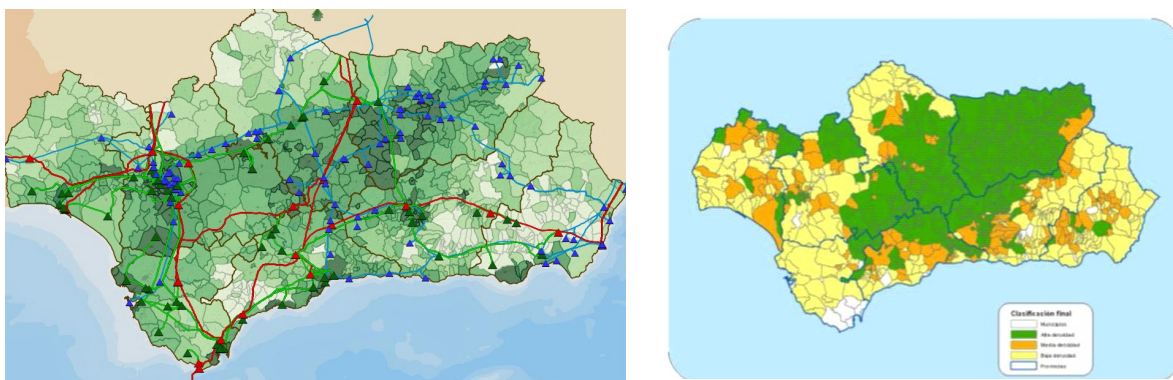 Clasificación final
Municipios
Alta densidad
Media densidad
Baja densidad
Provincias